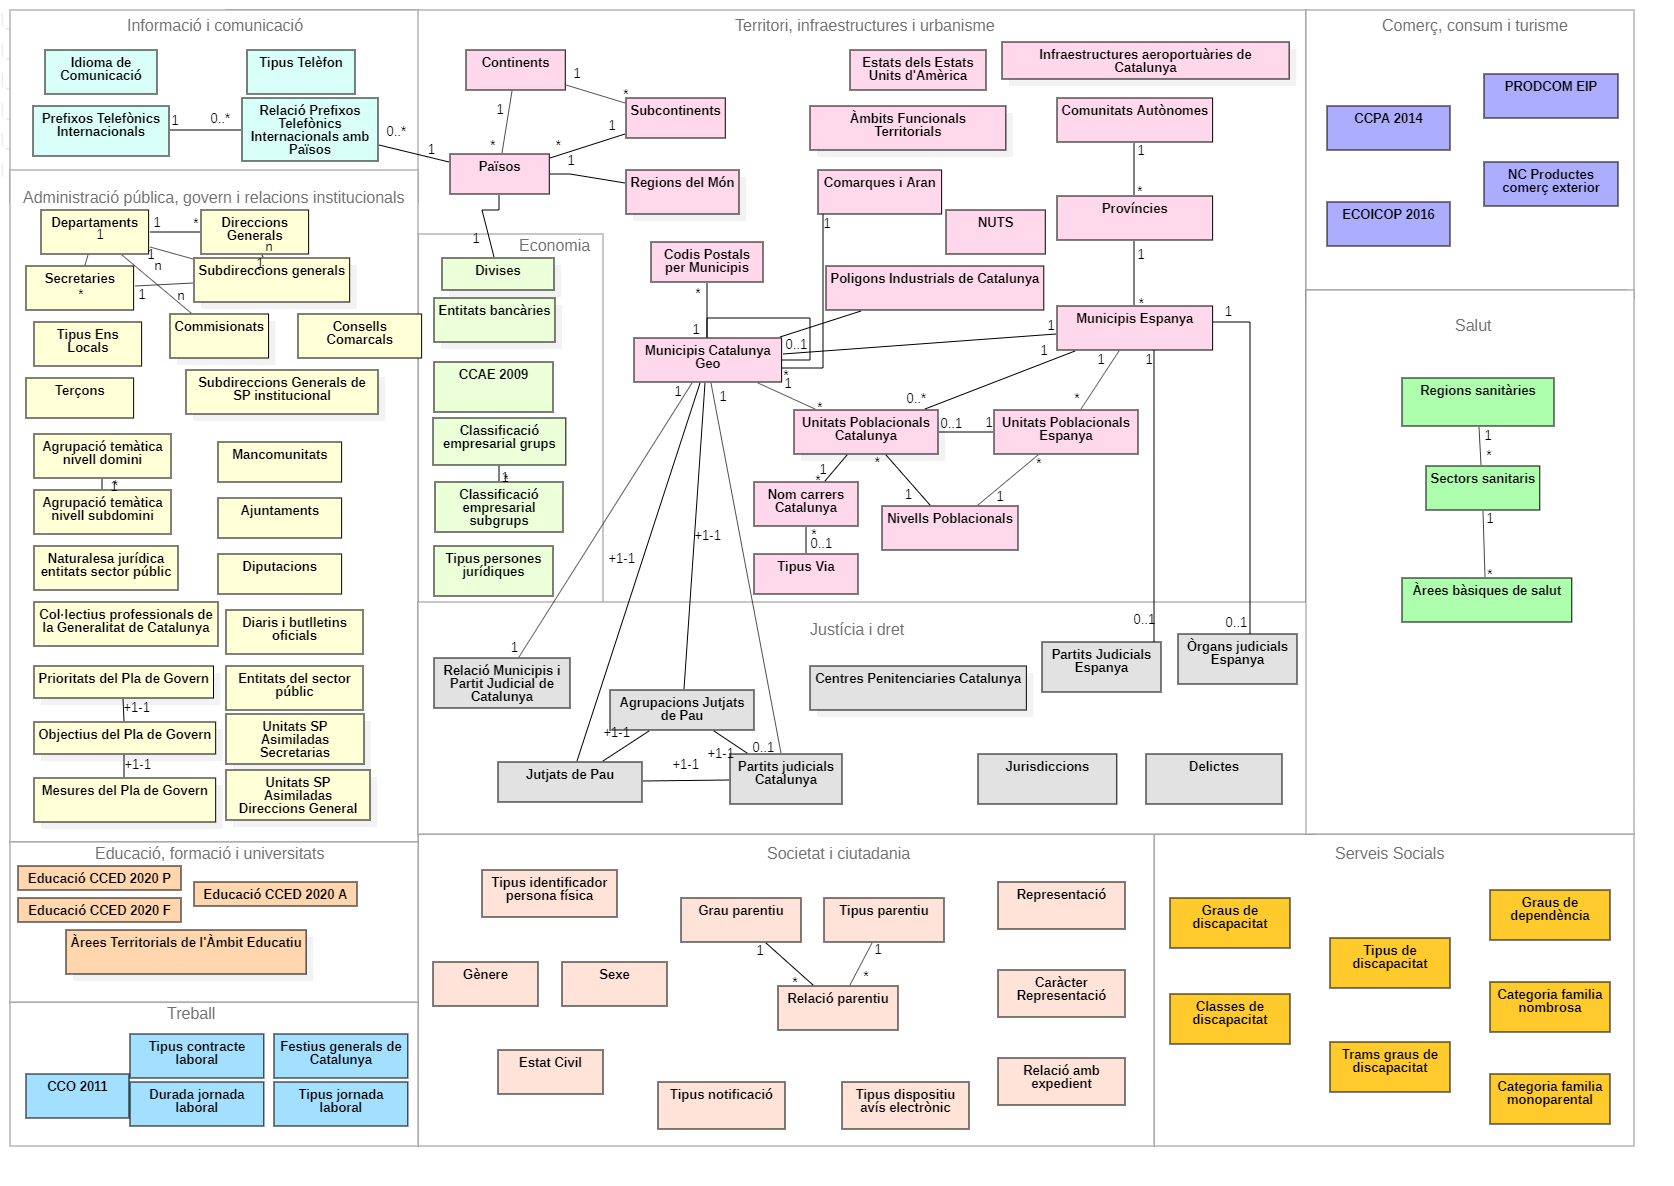 Informació i comunicació
Idioma de
Comunicació
Tipus Telèfon
Prefixos Telefònics
Internacionals
1
0..*
Relació Prefixos
Telefònics
Internacionals amb
Països
0..*
1
Administració pública, govern i relacions institucionals
Departaments
1
1
*
Direccions
Generals
n
1
1
n
Secretaries
*
1
Subdireccions generals
n
Commisionats
Consells
Comarcals
Tipus Ens
Locals
Terçons
Subdireccions Generals de
SP institucional
Agrupació temàtica
nivell domini
1
*
Agrupació temàtica
nivell subdomini
Mancomunitats
Ajuntaments
Naturalesa jurídica
entitats sector públic
Diputacions
Col·lectius professionals de
la Generalitat de Catalunya
Diaris i butlletins
oficials
Prioritats del Pla de Govern
+1-1
Entitats del sector
públic
Objectius del Pla de Govern
+1-1
Unitats SP
Asimiladas
Secretarias
Mesures del Pla de Govern
Unitats SP
Asimiladas
Direccions General
Educació, formació i universitats
Educació CCED 2020 P
Educació CCED 2020 A
Educació CCED 2020 F
Àrees Territorials de l'Àmbit Educatiu
Treball
CCO 2011
Tipus contracte
laboral
Festius generals de
Catalunya
Durada jornada
laboral
Tipus jornada
laboral
Territori, infraestructures i urbanisme
Continents
1
*
1
*
Subcontinents
1
*
Països
1
Regions del Món
1
Estats dels Estats
Units d'Amèrica
Infraestructures aeroportuàries de
Catalunya
Àmbits Funcionals
Territorials
Comunitats Autònomes
1
*
Comarques i Aran
1
NUTS
Províncies
1
*
Codis Postals
per Municipis
*
1
Poligons Industrials de Catalunya
Municipis Espanya
1
1
1
1
1
Municipis Catalunya
Geo
0..1
*
1
1
1
*
0..*
*
Unitats Poblacionals
Catalunya
0..1
1
Unitats Poblacionals
Espanya
1
*
*
1
*
1
Nom carrers
Catalunya
*
0..1
Nivells Poblacionals
Tipus Via
Economia
Divises
Entitats bancàries
CCAE 2009
Classificació
empresarial grups
1
*
Classificació
empresarial
subgrups
Tipus persones
jurídiques
+1-1
+1-1
Justícia i dret
1
Relació Municipis i
Partit Judicial de
Catalunya
Agrupacions Jutjats
de Pau
+1-1
+1-1
0..1
Jutjats de Pau
+1-1
Partits judicials
Catalunya
Centres Penitenciaries Catalunya
0..1
Partits Judicials
Espanya
0..1
Òrgans judicials
Espanya
Jurisdiccions
Delictes
Societat i ciutadania
Tipus identificador
persona física
Grau parentiu
1
*
Tipus parentiu
1
*
Relació parentiu
Representació
Gènere
Sexe
Caràcter
Representació
Estat Civil
Tipus notificació
Tipus dispositiu
avís electrònic
Relació amb
expedient
Comerç, consum i turisme
PRODCOM EIP
CCPA 2014
NC Productes
comerç exterior
ECOICOP 2016
Salut
Regions sanitàries
1
*
Sectors sanitaris
1
*
Àrees bàsiques de salut
Serveis Socials
Graus de
discapacitat
Graus de
dependència
Tipus de
discapacitat
Classes de
discapacitat
Categoria familia
nombrosa
Trams graus de
discapacitat
Categoria familia
monoparental